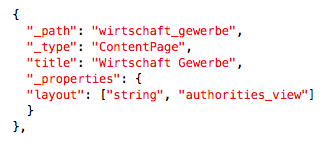 {
"_path": "wirtschaft_gewerbe",
"_type": "ContentPage",
"title": "Wirtschaft Gewerbe",
"_properties": {
"layout": ["string", "authorities_view"]
}
},